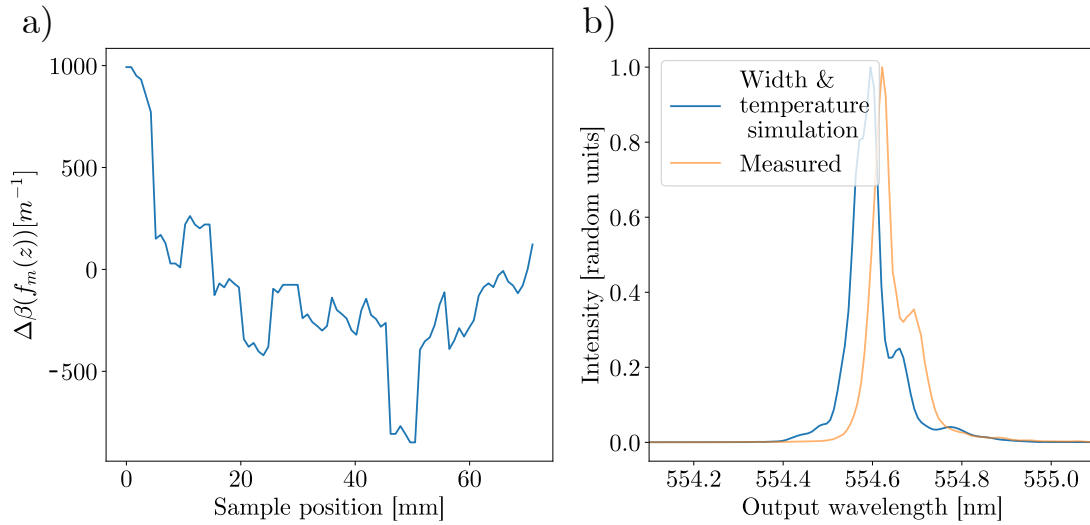 a)
Δβ(f_m(z))[m^{-1}]
1000
500
0
−500
0
20
40
60
Sample position [mm]
b)
Width &
temperature
simulation
Measured
Intensity [random units]
1.0
0.8
0.6
0.4
0.2
0.0
554.2
554.4
554.6
554.8
555.0
Output wavelength [nm]